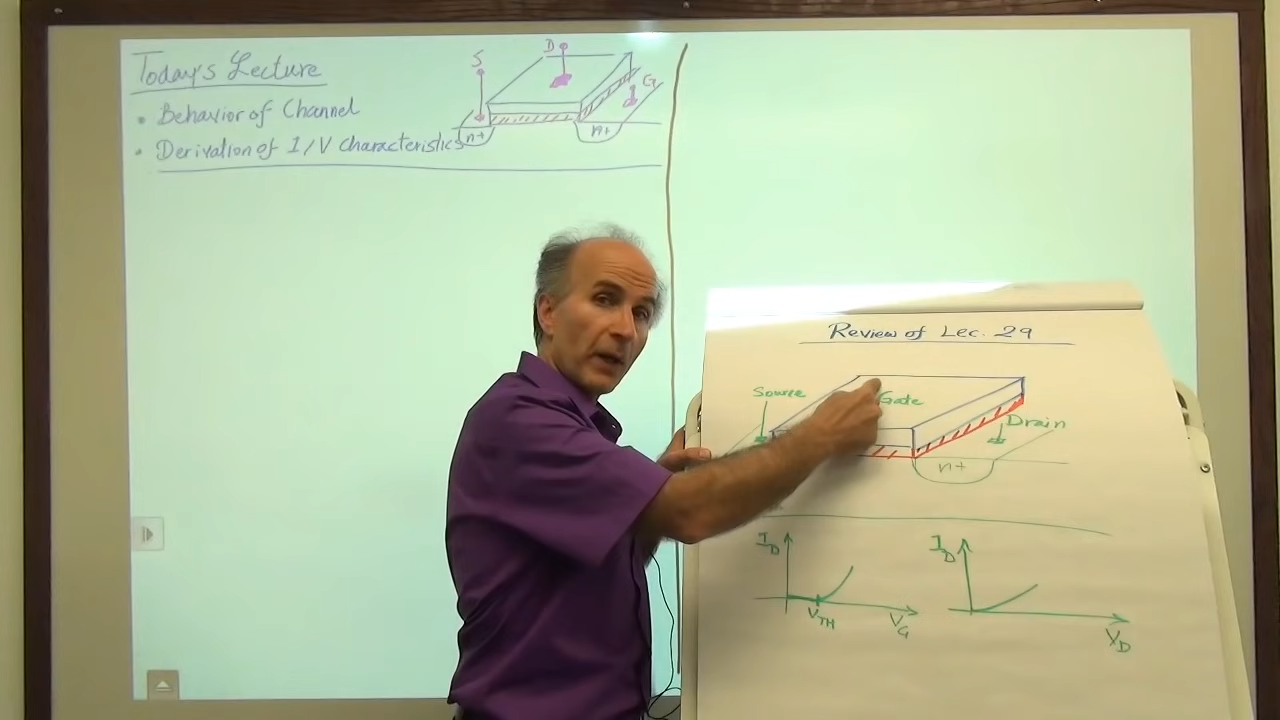 Today's Lecture
• Behavior of Channel
• Derivation of I/V Characteristics
S
D
G
n+
n+
Review of Lec. 29
Source
Gate
Drain
n+
I_D
V_TH
V_G
I_D
V_D